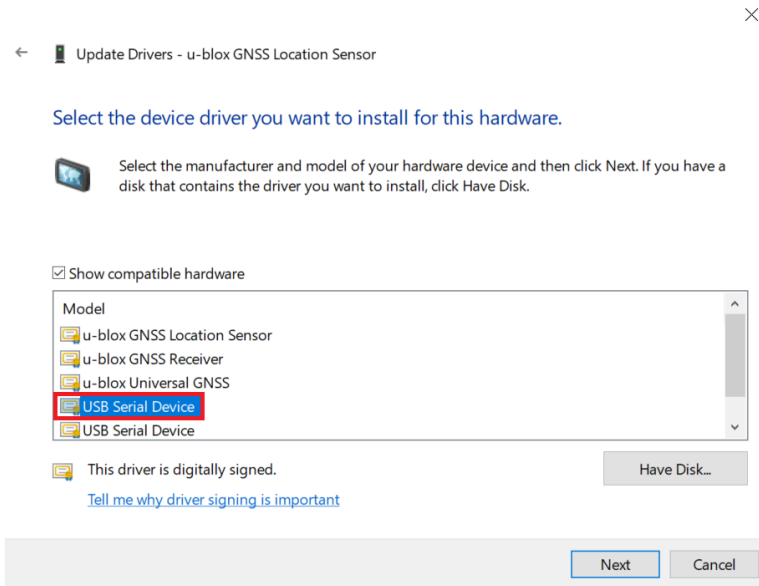 Update Drivers - u-blox GNSS Location Sensor
Select the device driver you want to install for this hardware.
Select the manufacturer and model of your hardware device and then click Next. If you have a
disk that contains the driver you want to install, click Have Disk.
Show compatible hardware
Model
u-blox GNSS Location Sensor
u-blox GNSS Receiver
u-blox Universal GNSS
USB Serial Device
USB Serial Device
This driver is digitally signed.
Have Disk...
Tell me why driver signing is important
Next
Cancel